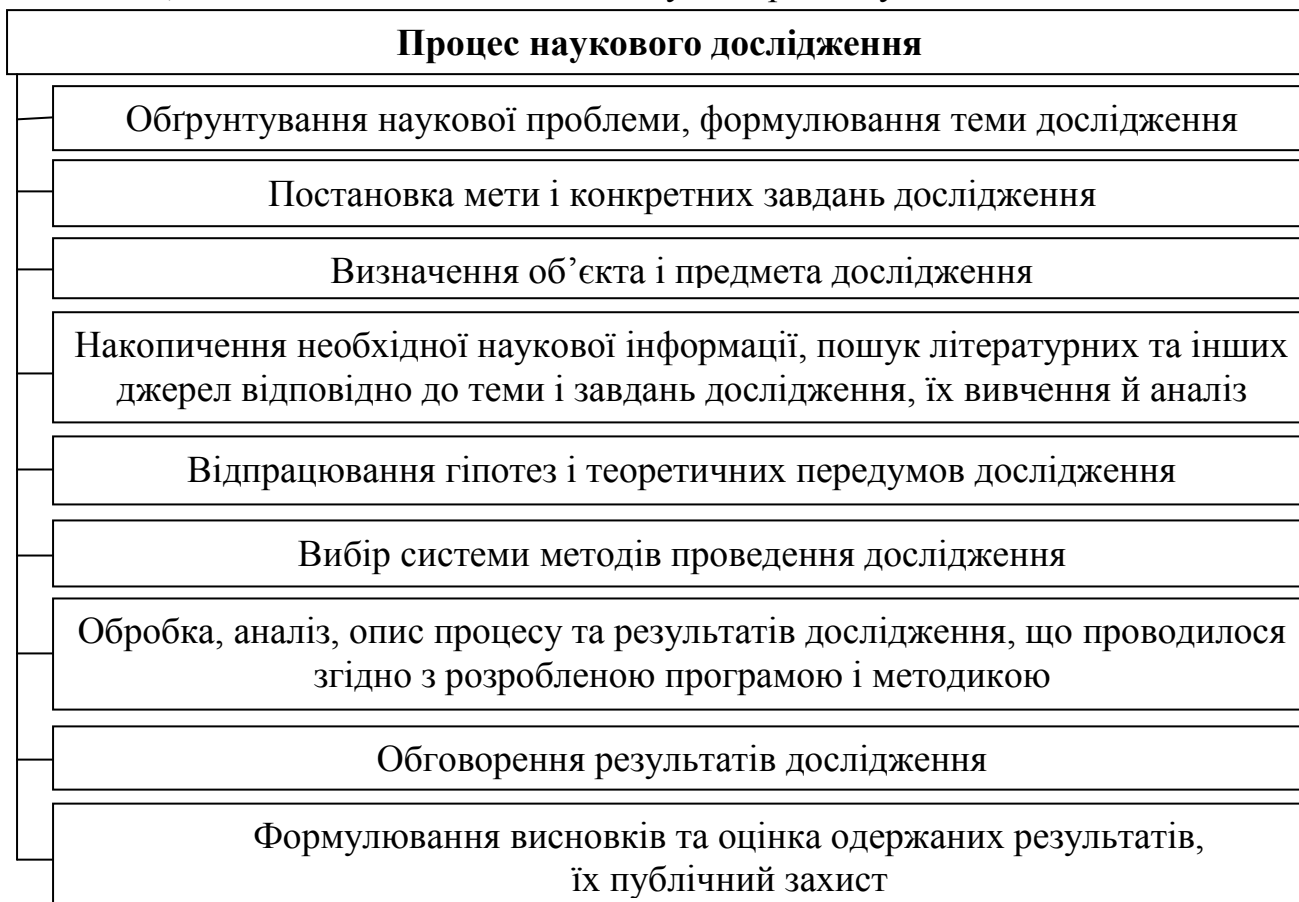 Процес наукового дослідження
Обґрунтування наукової проблеми, формулювання теми дослідження
Постановка мети і конкретних завдань дослідження
Визначення об’єкта і предмета дослідження
Накопичення необхідної наукової інформації, пошук літературних та інших
джерел відповідно до теми і завдань дослідження, їх вивчення й аналіз
Відпрацювання гіпотез і теоретичних передумов дослідження
Вибір системи методів проведення дослідження
Обробка, аналіз, опис процесу та результатів дослідження, що проводилося
згідно з розробленою програмою і методикою
Обговорення результатів дослідження
Формулювання висновків та оцінка одержаних результатів,
їх публічний захист